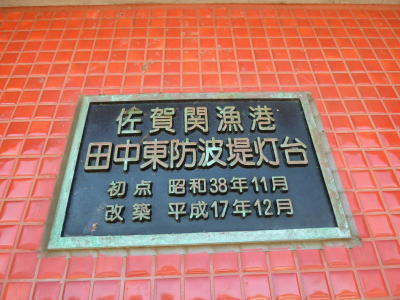 佐賀関漁港
田中東防波堤灯台
初点 昭和38年11月
改築 平成17年12月